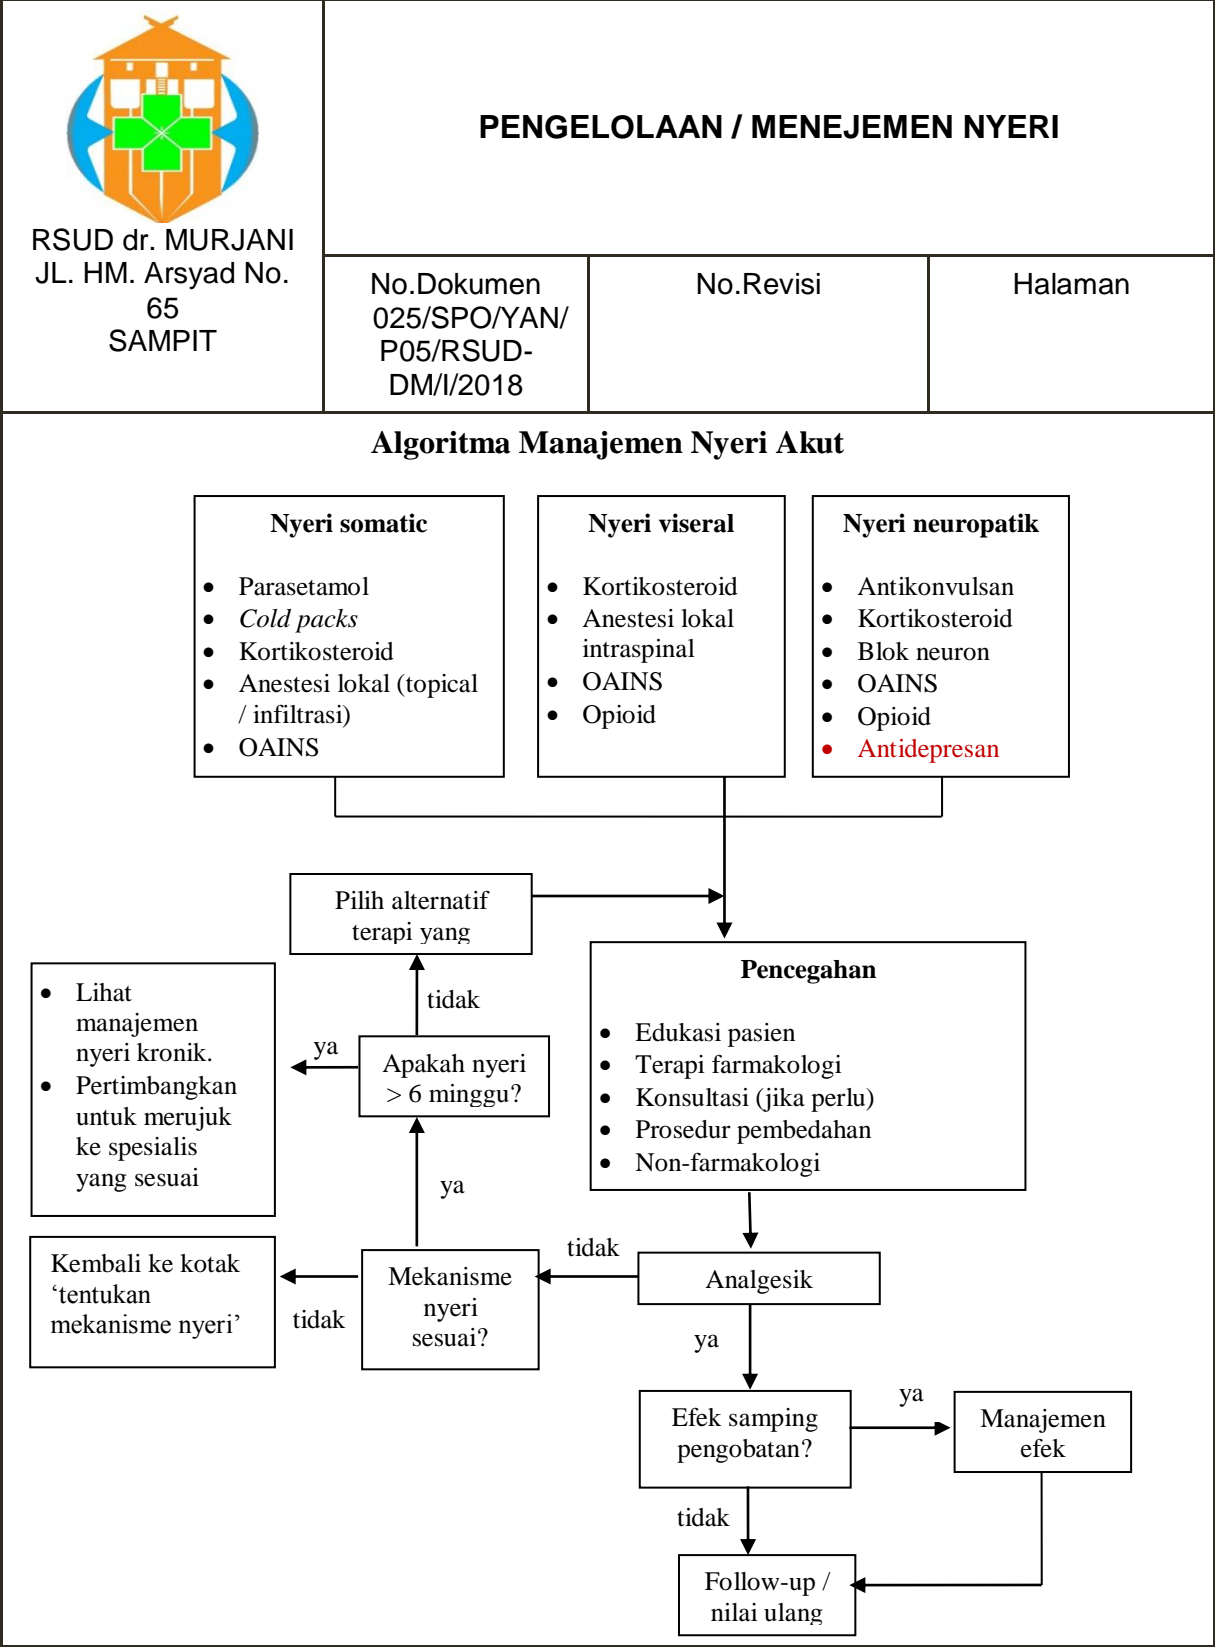 RSUD dr. MURJANI
JL. HM. Arsyad No.
65
SAMPIT
PENGELOLAAN / MENEJEMEN NYERI
No.Dokumen
025/SPO/YAN/
P05/RSUD-
DM/I/2018
No.Revisi
Halaman
Algoritma Manajemen Nyeri Akut
Nyeri somatic
• Parasetamol
• Cold packs
• Kortikosteroid
• Anestesi lokal (topical
/ infiltrasi)
• OAINS
Nyeri viseral
• Kortikosteroid
• Anestesi lokal
intraspinal
• OAINS
• Opioid
Nyeri neuropatik
• Antikonvulsan
• Kortikosteroid
• Blok neuron
• OAINS
• Opioid
• Antidepresan
Pilih alternatif
terapi yang
Pencegahan
• Edukasi pasien
• Terapi farmakologi
• Konsultasi (jika perlu)
• Prosedur pembedahan
• Non-farmakologi
• Lihat
manajemen
nyeri kronik.
• Pertimbangkan
untuk merujuk
ke spesialis
yang sesuai
tidak
ya
Apakah nyeri
> 6 minggu?
ya
Kembali ke kotak
‘tentukan
mekanisme nyeri’
tidak
Mekanisme
nyeri
sesuai?
tidak
Analgesik
ya
Efek samping
pengobatan?
ya
Manajemen
efek
tidak
Follow-up /
nilai ulang